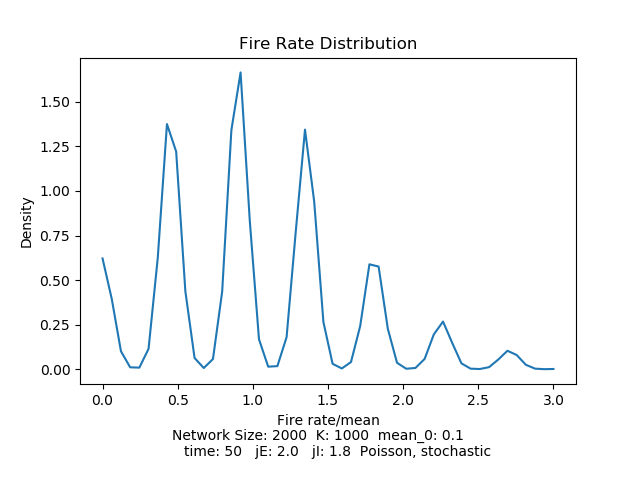 Fire Rate Distribution
1.50
1.25
1.00
0.75
0.50
0.25
0.00
Density
0.0 0.5 1.0 1.5 2.0 2.5 3.0
Fire rate/mean
Network Size: 2000  K: 1000  mean_0: 0.1
time: 50   jE: 2.0   jI: 1.8  Poisson, stochastic